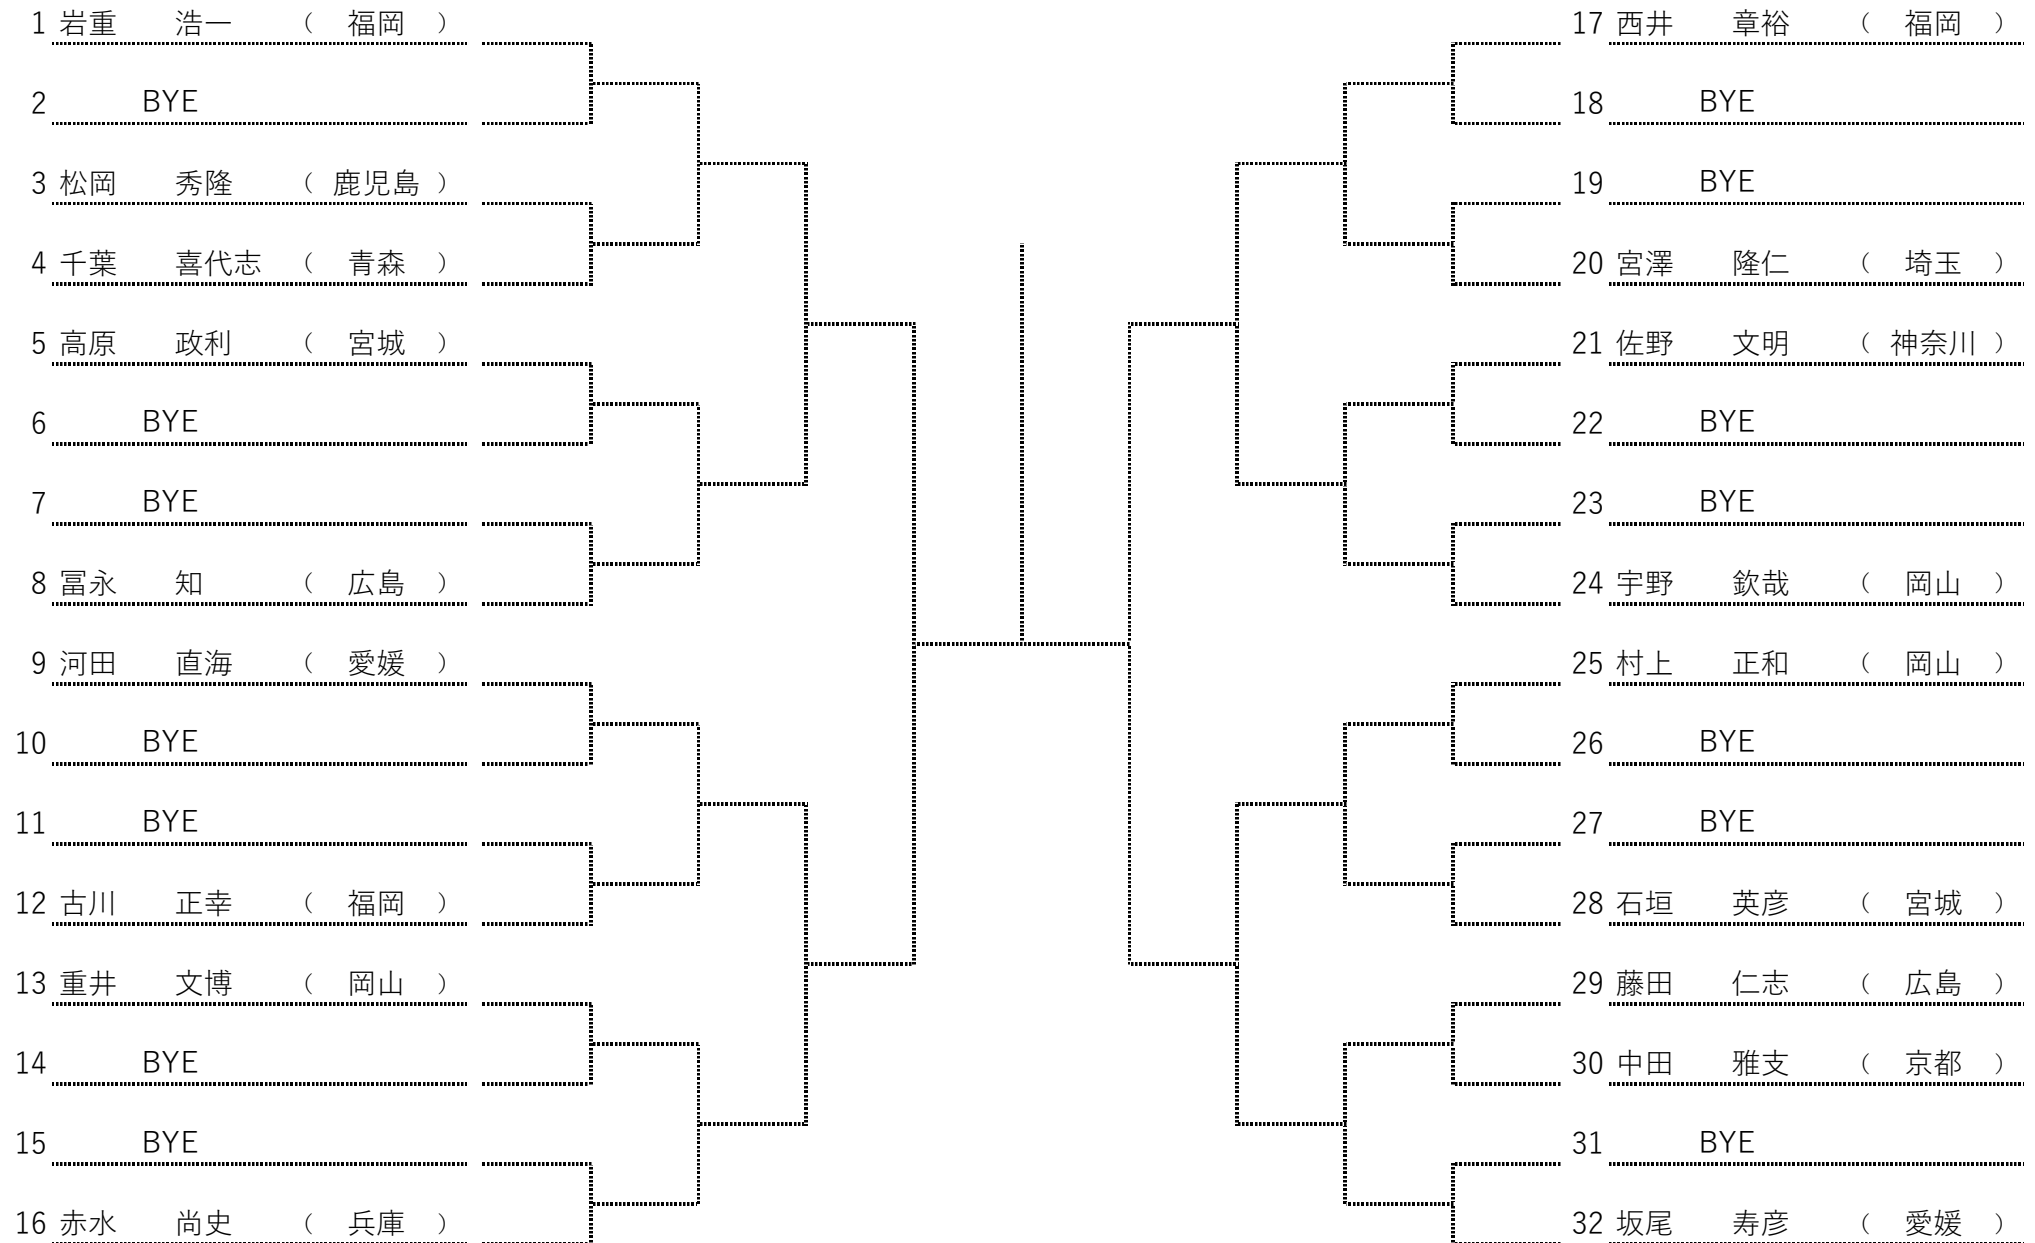 1 岩重 浩一 （ 福岡 ）
2 BYE
3 松岡 秀隆 （ 鹿児島 ）
4 千葉 喜代志 （ 青森 ）
5 高原 政利 （ 宮城 ）
6 BYE
7 BYE
8 冨永 知 （ 広島 ）
9 河田 直海 （ 愛媛 ）
10 BYE
11 BYE
12 古川 正幸 （ 福岡 ）
13 重井 文博 （ 岡山 ）
14 BYE
15 BYE
16 赤水 尚史 （ 兵庫 ）
17 西井 章裕 （ 福岡 ）
18 BYE
19 BYE
20 宮澤 隆仁 （ 埼玉 ）
21 佐野 文明 （ 神奈川 ）
22 BYE
23 BYE
24 宇野 欽哉 （ 岡山 ）
25 村上 正和 （ 岡山 ）
26 BYE
27 BYE
28 石垣 英彦 （ 宮城 ）
29 藤田 仁志 （ 広島 ）
30 中田 雅支 （ 京都 ）
31 BYE
32 坂尾 寿彦 （ 愛媛 ）